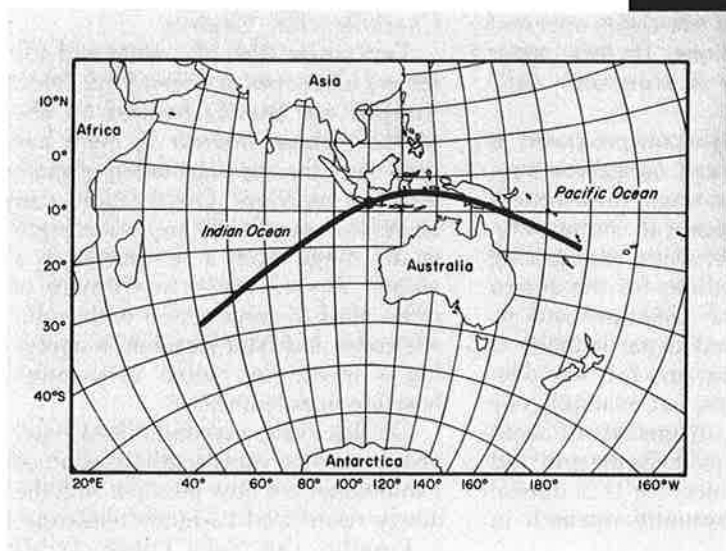 Asia
10°N
Africa
0°
Pacific Ocean
10°
Indian Ocean
20°
Australia
30°
40°S
Antarctica
20°E 40° 60° 80° 100° 120° 140° 160° 180° 160°W